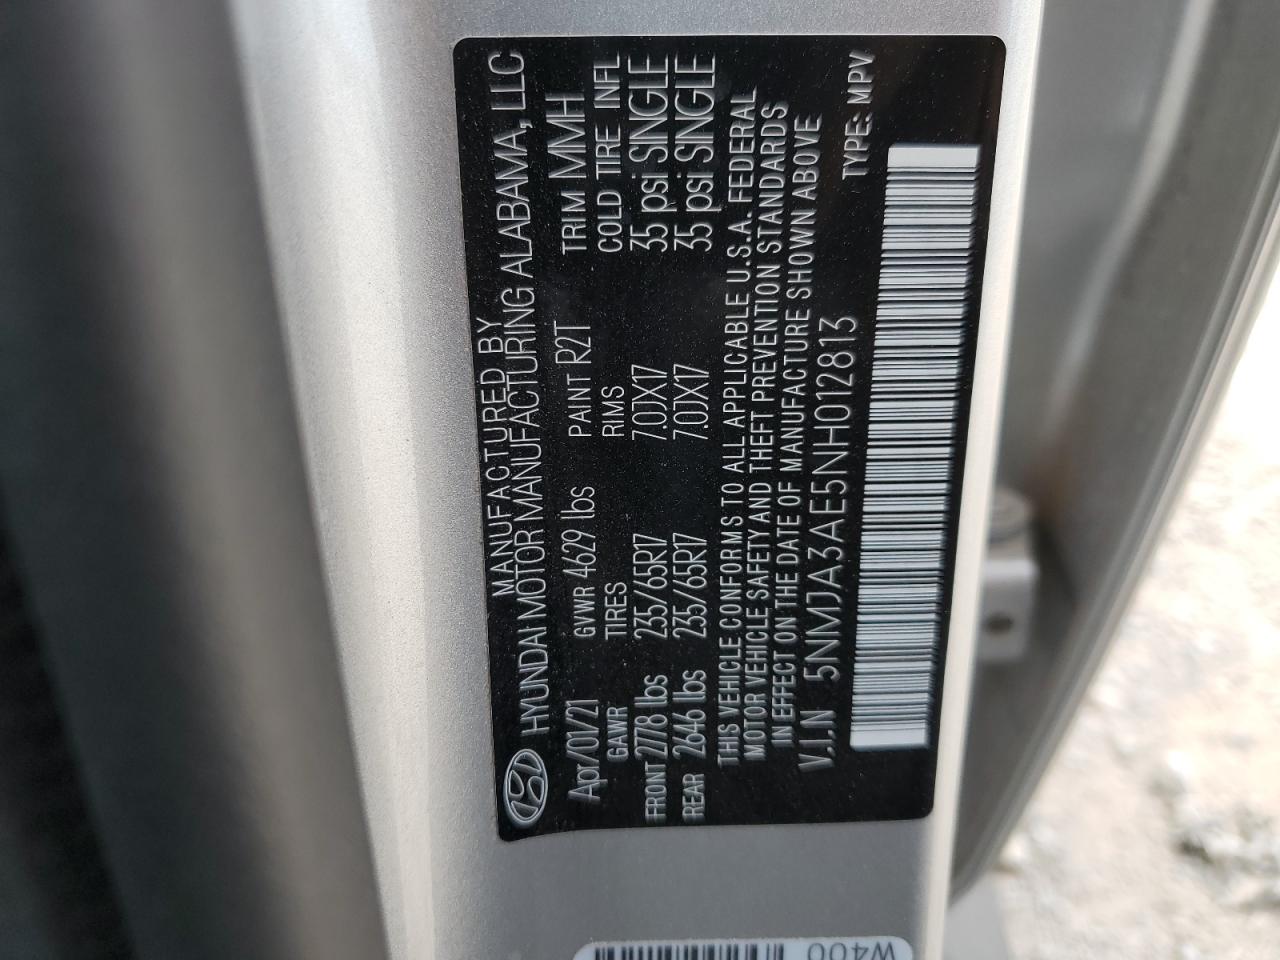 MANUFACTURED BY
HYUNDAI MOTOR MANUFACTURING ALABAMA, LLC
Apr/01/21 GVWR 4629 lbs PAINT R2T TRIM MMH
GAWR TIRES RIMS COLD TIRE INFL
FRONT 2778 lbs 235/65R17 7.0JX17 35 psi SINGLE
REAR 2646 lbs 235/65R17 7.0JX17 35 psi SINGLE
THIS VEHICLE CONFORMS TO ALL APPLICABLE U.S.A. FEDERAL
MOTOR VEHICLE SAFETY AND THEFT PREVENTION STANDARDS
IN EFFECT ON THE DATE OF MANUFACTURE SHOWN ABOVE
V.I.N 5NMJA3AE5NH012813 TYPE: MPV
W400